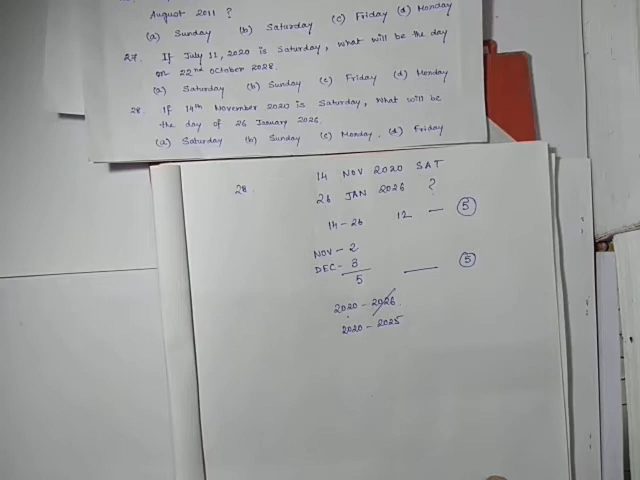 August 2011 ?
(a) Sunday (b) Saturday (c) Friday (d) Monday
27. If July 11, 2020 is Saturday, what will be the day
on 22nd October 2028.
(a) Saturday (b) Sunday (c) Friday (d) Monday
28. If 14th November 2020 is Saturday, What will be
the day of 26 January 2026.
(a) Saturday (b) Sunday (c) Monday. (d) Friday
28. 14 NOV 2020 SAT
26 JAN 2026 ?
14-26 12 — 5
NOV - 2
DEC - 3
5 — 5
2020 - 2026
2020 - 2025